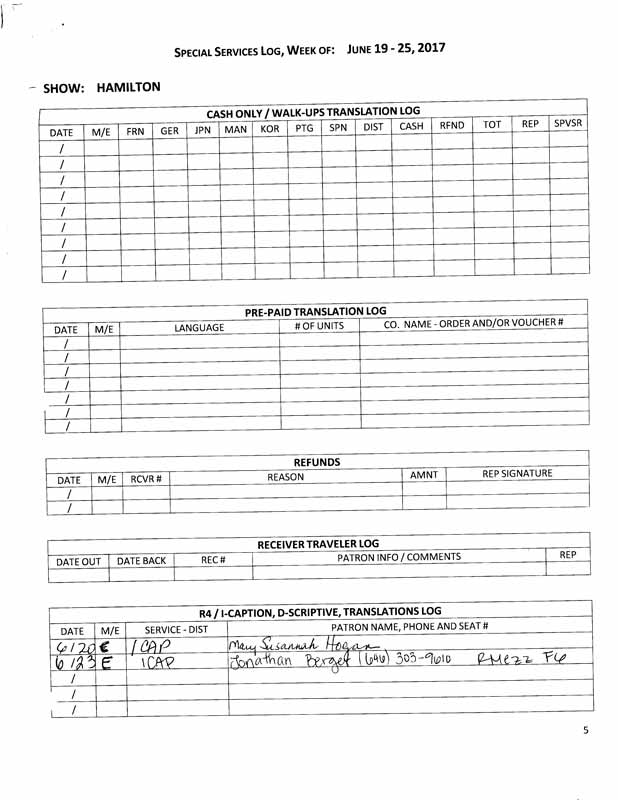 SPECIAL SERVICES LOG, WEEK OF: JUNE 19 - 25, 2017
SHOW: HAMILTON
CASH ONLY / WALK-UPS TRANSLATION LOG
DATE M/E FRN GER JPN MAN KOR PTG SPN DIST CASH RFND TOT REP SPVSR
/
/
/
/
/
/
/
/
/
PRE-PAID TRANSLATION LOG
DATE M/E LANGUAGE # OF UNITS CO. NAME - ORDER AND/OR VOUCHER #
/
/
/
/
/
/
/
REFUNDS
DATE M/E RCVR # REASON AMNT REP SIGNATURE
/
/
RECEIVER TRAVELER LOG
DATE OUT DATE BACK REC # PATRON INFO / COMMENTS REP
R4 / I-CAPTION, D-SCRIPTIVE, TRANSLATIONS LOG
DATE M/E SERVICE - DIST PATRON NAME, PHONE AND SEAT #
6/20 E ICAP Mary Susannah Hogan
6/23 E ICAP Jonathan Berget (646) 303-9610 RMezz F6
/
/
/
5